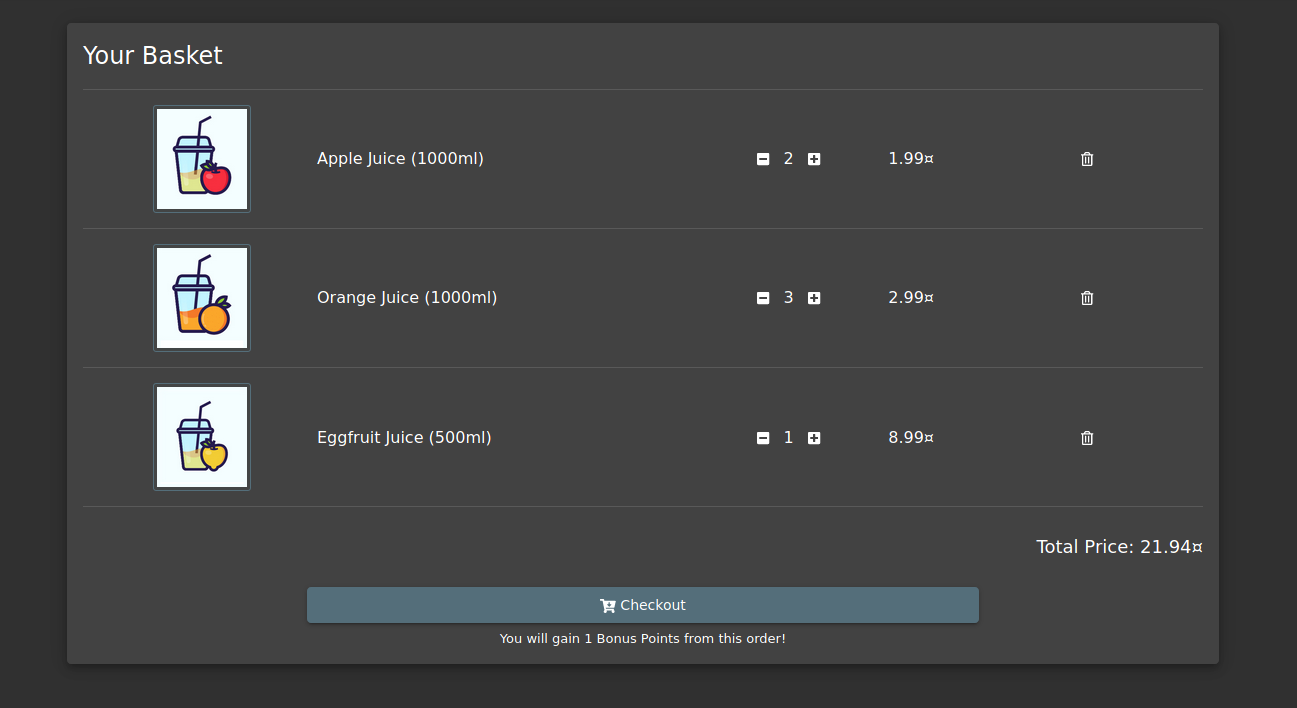 Your Basket
Apple Juice (1000ml) 2 1.99¤
Orange Juice (1000ml) 3 2.99¤
Eggfruit Juice (500ml) 1 8.99¤
Total Price: 21.94¤
Checkout
You will gain 1 Bonus Points from this order!